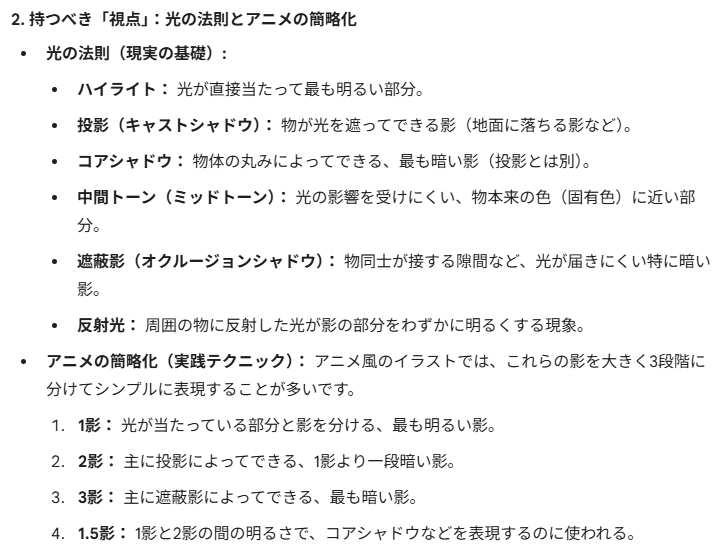 2. 持つべき「視点」：光の法則とアニメの簡略化
• 光の法則（現実の基礎）:
• ハイライト： 光が直接当たって最も明るい部分。
• 投影（キャストシャドウ）： 物が光を遮ってできる影（地面に落ちる影など）。
• コアシャドウ： 物体の丸みによってできる、最も暗い影（投影とは別）。
• 中間トーン（ミッドトーン）： 光の影響を受けにくい、物本来の色（固有色）に近い部
分。
• 遮蔽影（オクルージョンシャドウ）： 物同士が接する隙間など、光が届きにくい特に暗い
影。
• 反射光： 周囲の物に反射した光が影の部分をわずかに明るくする現象。
• アニメの簡略化（実践テクニック）： アニメ風のイラストでは、これらの影を大きく3段階に
分けてシンプルに表現することが多いです。
1. 1影： 光が当たっている部分と影を分ける、最も明るい影。
2. 2影： 主に投影によってできる、1影より一段暗い影。
3. 3影： 主に遮蔽影によってできる、最も暗い影。
4. 1.5影： 1影と2影の間の明るさで、コアシャドウなどを表現するのに使われる。